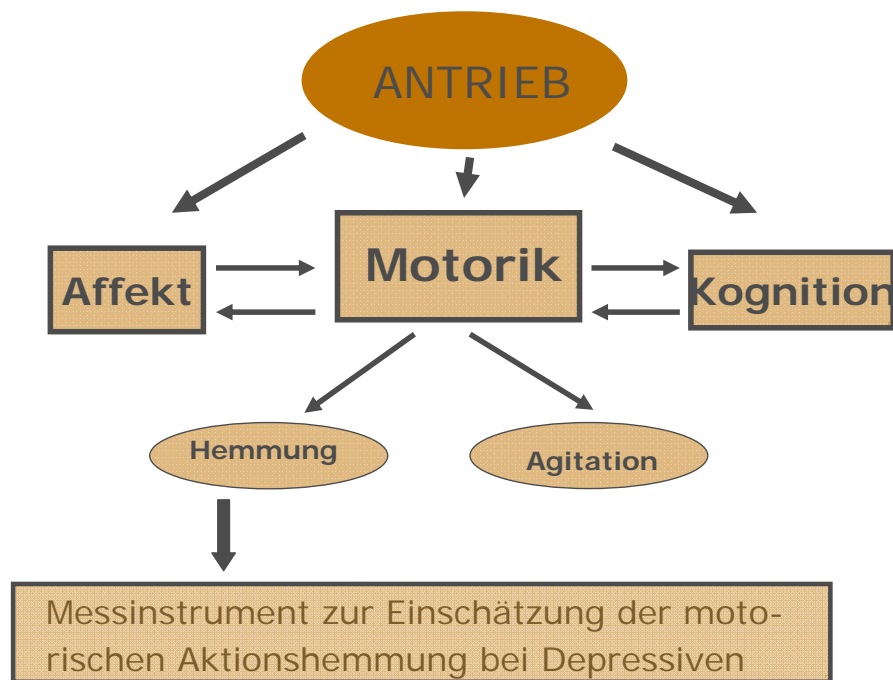 ANTRIEB
Affekt
Motorik
Kognition
Hemmung
Agitation
Messinstrument zur Einschätzung der moto-
rischen Aktionshemmung bei Depressiven